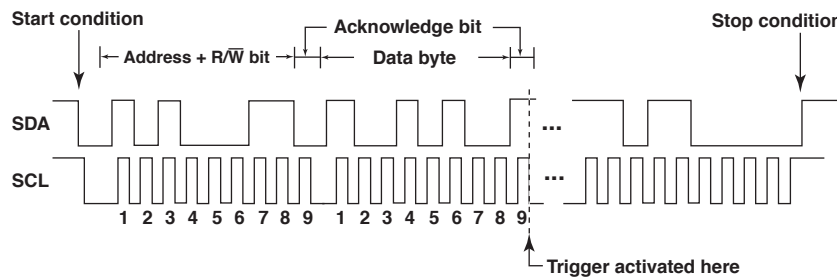 Start condition
Acknowledge bit
Stop condition
Address + R/W̅ bit
Data byte
SDA
...
SCL
...
1 2 3 4 5 6 7 8 9 1 2 3 4 5 6 7 8 9
Trigger activated here